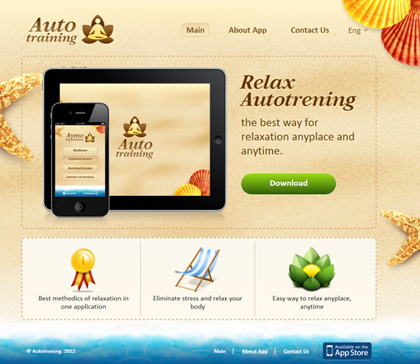 Auto
training
Main
About App
Contact Us
Eng
Relax
Autotrening
the best way for
relaxation anyplace and
anytime.
Download
Auto
training
Best methodics of relaxation in
one application
Eliminate stress and relax your
body
Easy way to relax anyplace,
anytime
© Autotrening, 2012
Main | About App | Contact Us
Available on the
App Store